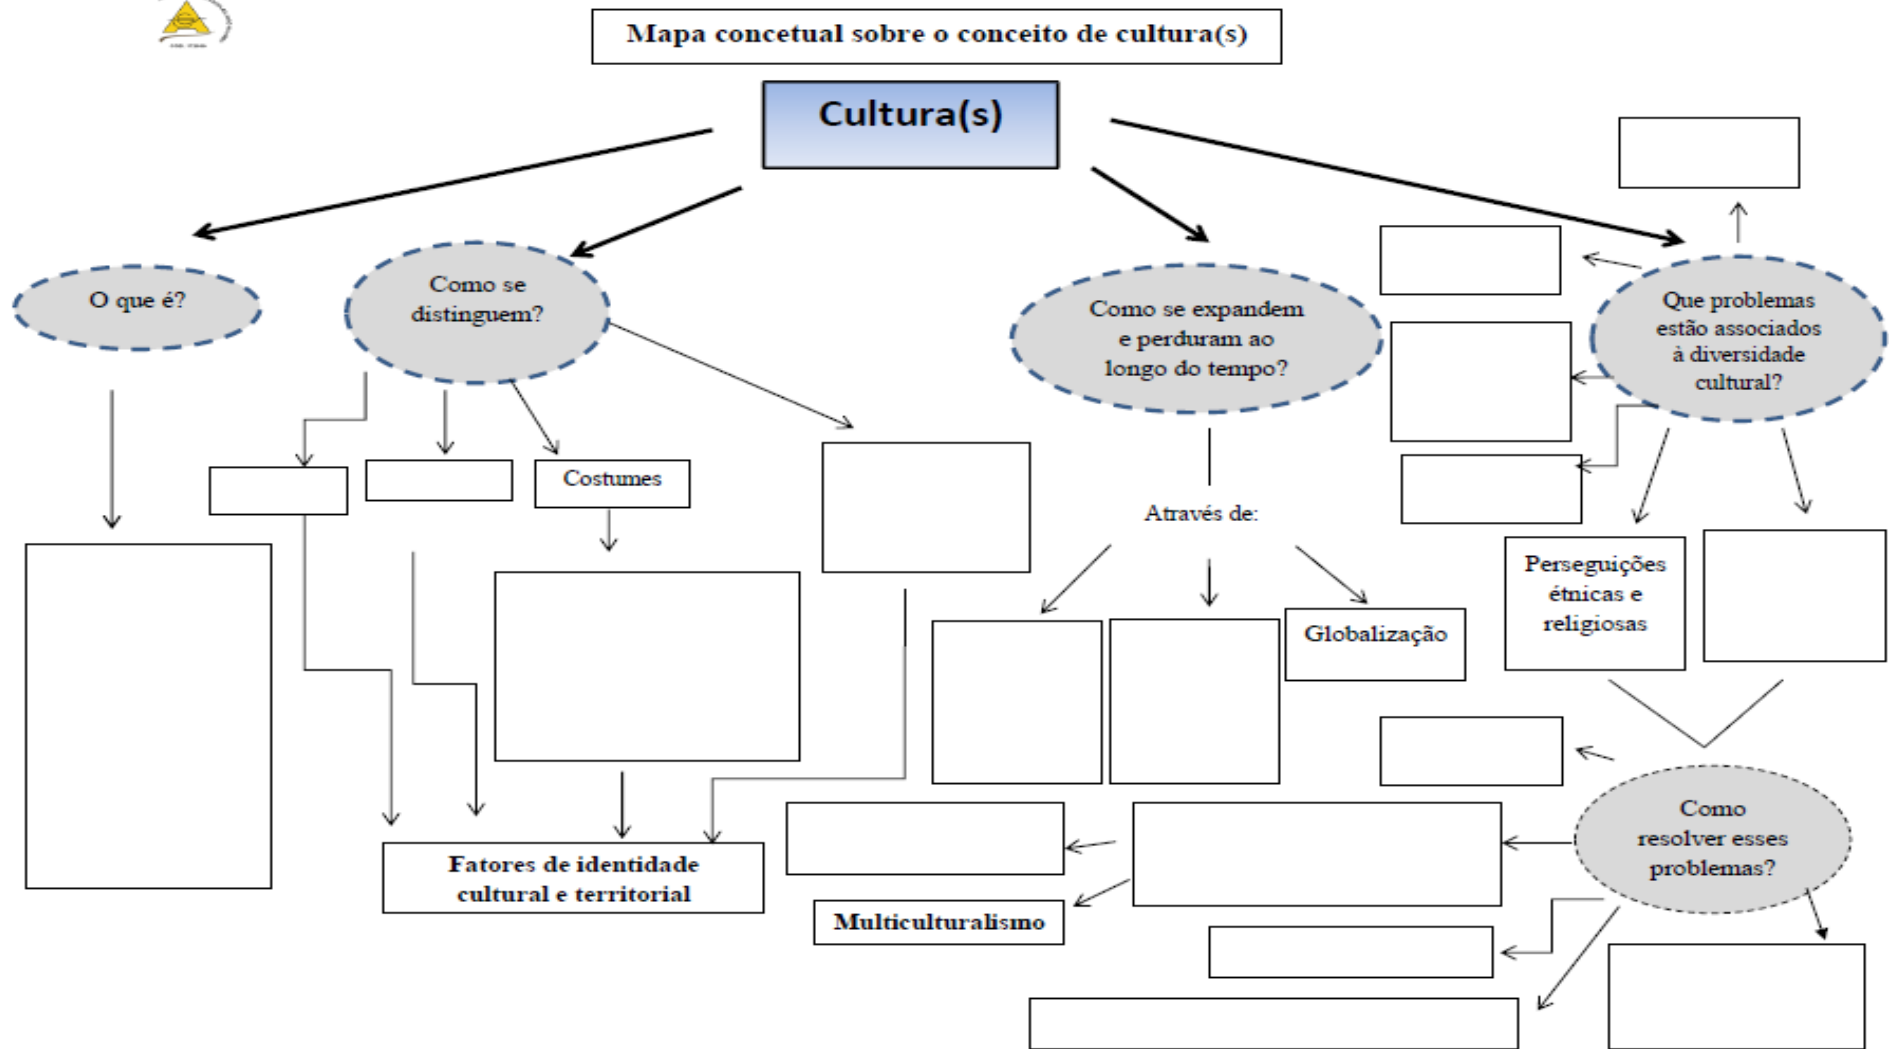 Mapa concetual sobre o conceito de cultura(s)
Cultura(s)
O que é?
Como se
distinguem?
Como se expandem
e perduram ao
longo do tempo?
Que problemas
estão associados
à diversidade
cultural?
Costumes
Através de:
Perseguições
étnicas e
religiosas
Globalização
Fatores de identidade
cultural e territorial
Multiculturalismo
Como
resolver esses
problemas?